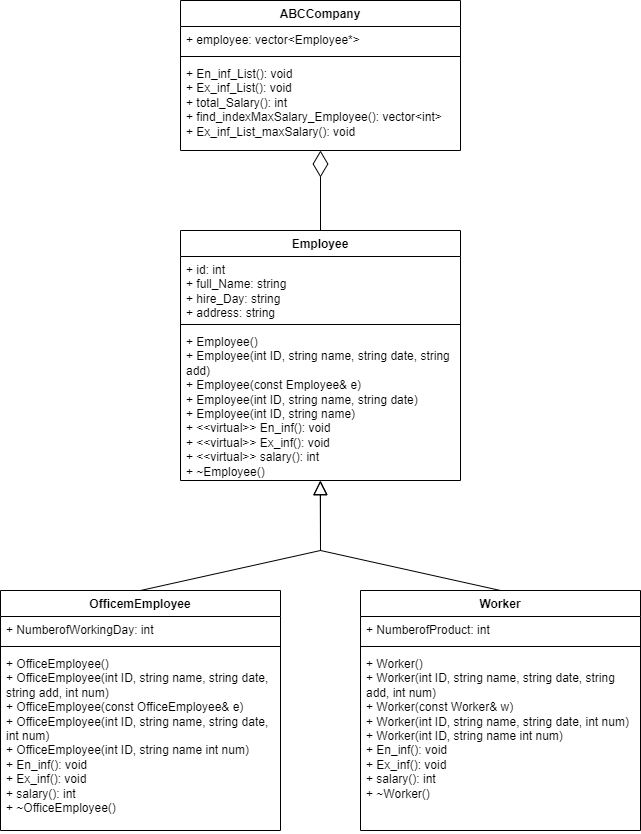 ABCCompany
+ employee: vector<Employee*>
+ En_inf_List(): void
+ Ex_inf_List(): void
+ total_Salary(): int
+ find_indexMaxSalary_Employee(): vector<int>
+ Ex_inf_List_maxSalary(): void
Employee
+ id: int
+ full_Name: string
+ hire_Day: string
+ address: string
+ Employee()
+ Employee(int ID, string name, string date, string
add)
+ Employee(const Employee& e)
+ Employee(int ID, string name, string date)
+ Employee(int ID, string name)
+ <<virtual>> En_inf(): void
+ <<virtual>> Ex_inf(): void
+ <<virtual>> salary(): int
+ ~Employee()
OfficemEmployee
+ NumberofWorkingDay: int
+ OfficeEmployee()
+ OfficeEmployee(int ID, string name, string date,
string add, int num)
+ OfficeEmployee(const OfficeEmployee& e)
+ OfficeEmployee(int ID, string name, string date,
int num)
+ OfficeEmployee(int ID, string name int num)
+ En_inf(): void
+ Ex_inf(): void
+ salary(): int
+ ~OfficeEmployee()
Worker
+ NumberofProduct: int
+ Worker()
+ Worker(int ID, string name, string date, string
add, int num)
+ Worker(const Worker& w)
+ Worker(int ID, string name, string date, int num)
+ Worker(int ID, string name int num)
+ En_inf(): void
+ Ex_inf(): void
+ salary(): int
+ ~Worker()